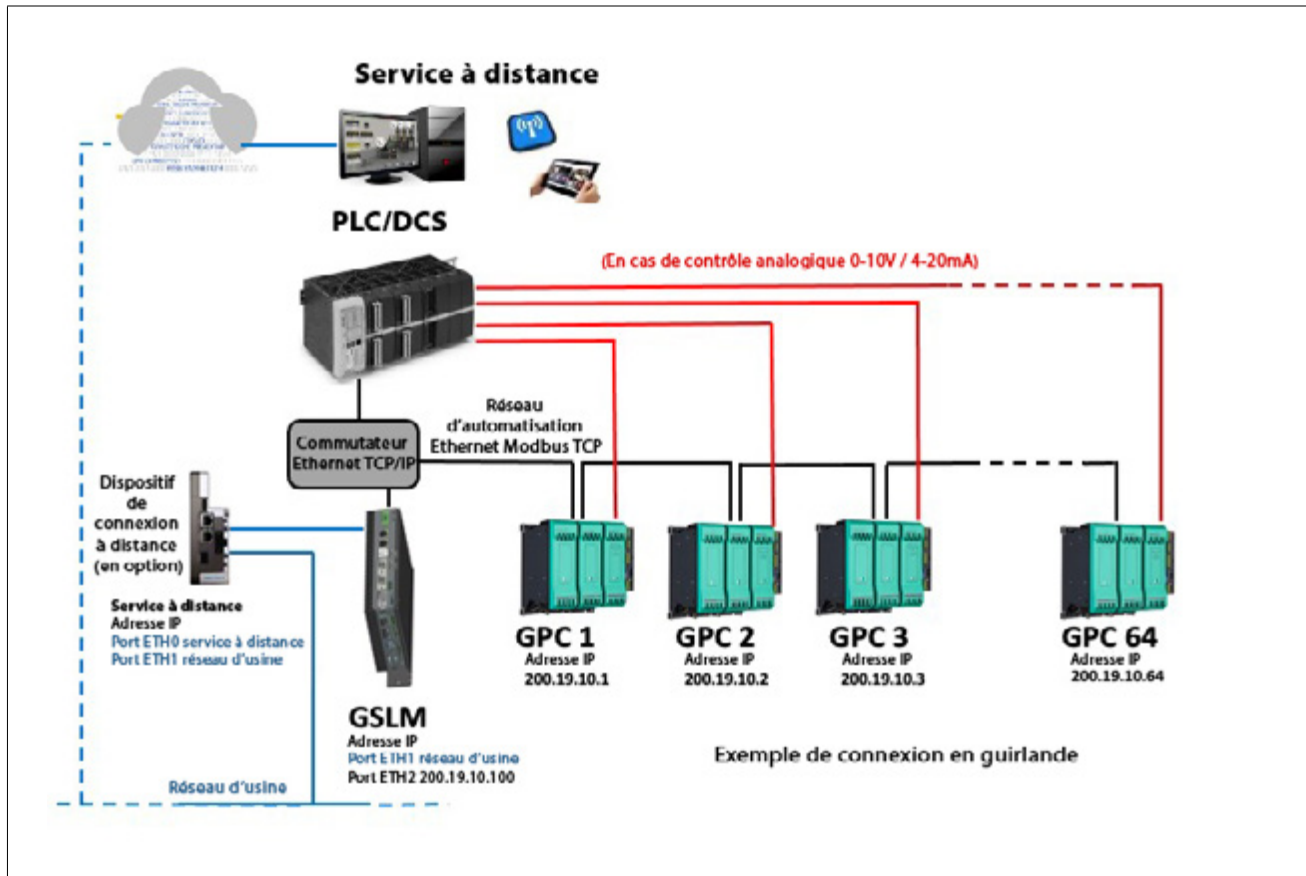 Service à distance
PLC/DCS
(En cas de contrôle analogique 0-10V / 4-20mA)
Réseau
d'automatisation
Ethernet Modbus TCP
Commutateur
Ethernet TCP/IP
Dispositif
de
connexion
à distance
(en option)
Service à distance
Adresse IP
Port ETH0 service à distance
Port ETH1 réseau d'usine
GSLM
Adresse IP
Port ETH1 réseau d'usine
Port ETH2 200.19.10.100
GPC 1
Adresse IP
200.19.10.1
GPC 2
Adresse IP
200.19.10.2
GPC 3
Adresse IP
200.19.10.3
GPC 64
Adresse IP
200.19.10.64
Exemple de connexion en guirlande
Réseau d'usine